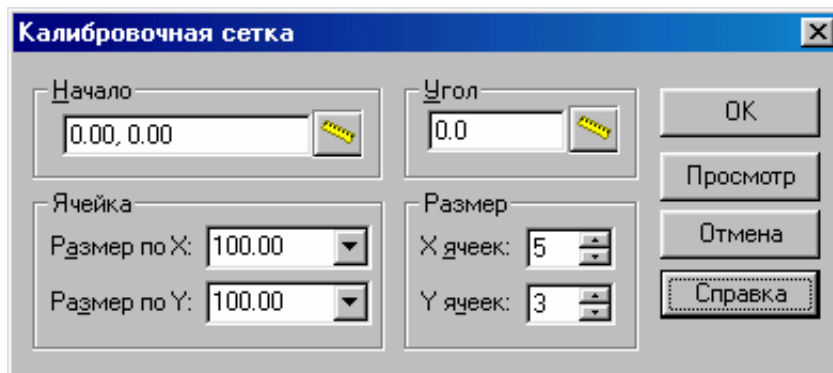 Калибровочная сетка
Начало
0.00, 0.00
Угол
0.0
Ячейка
Размер по X: 100.00
Размер по Y: 100.00
Размер
X ячеек: 5
Y ячеек: 3
OK
Просмотр
Отмена
Справка